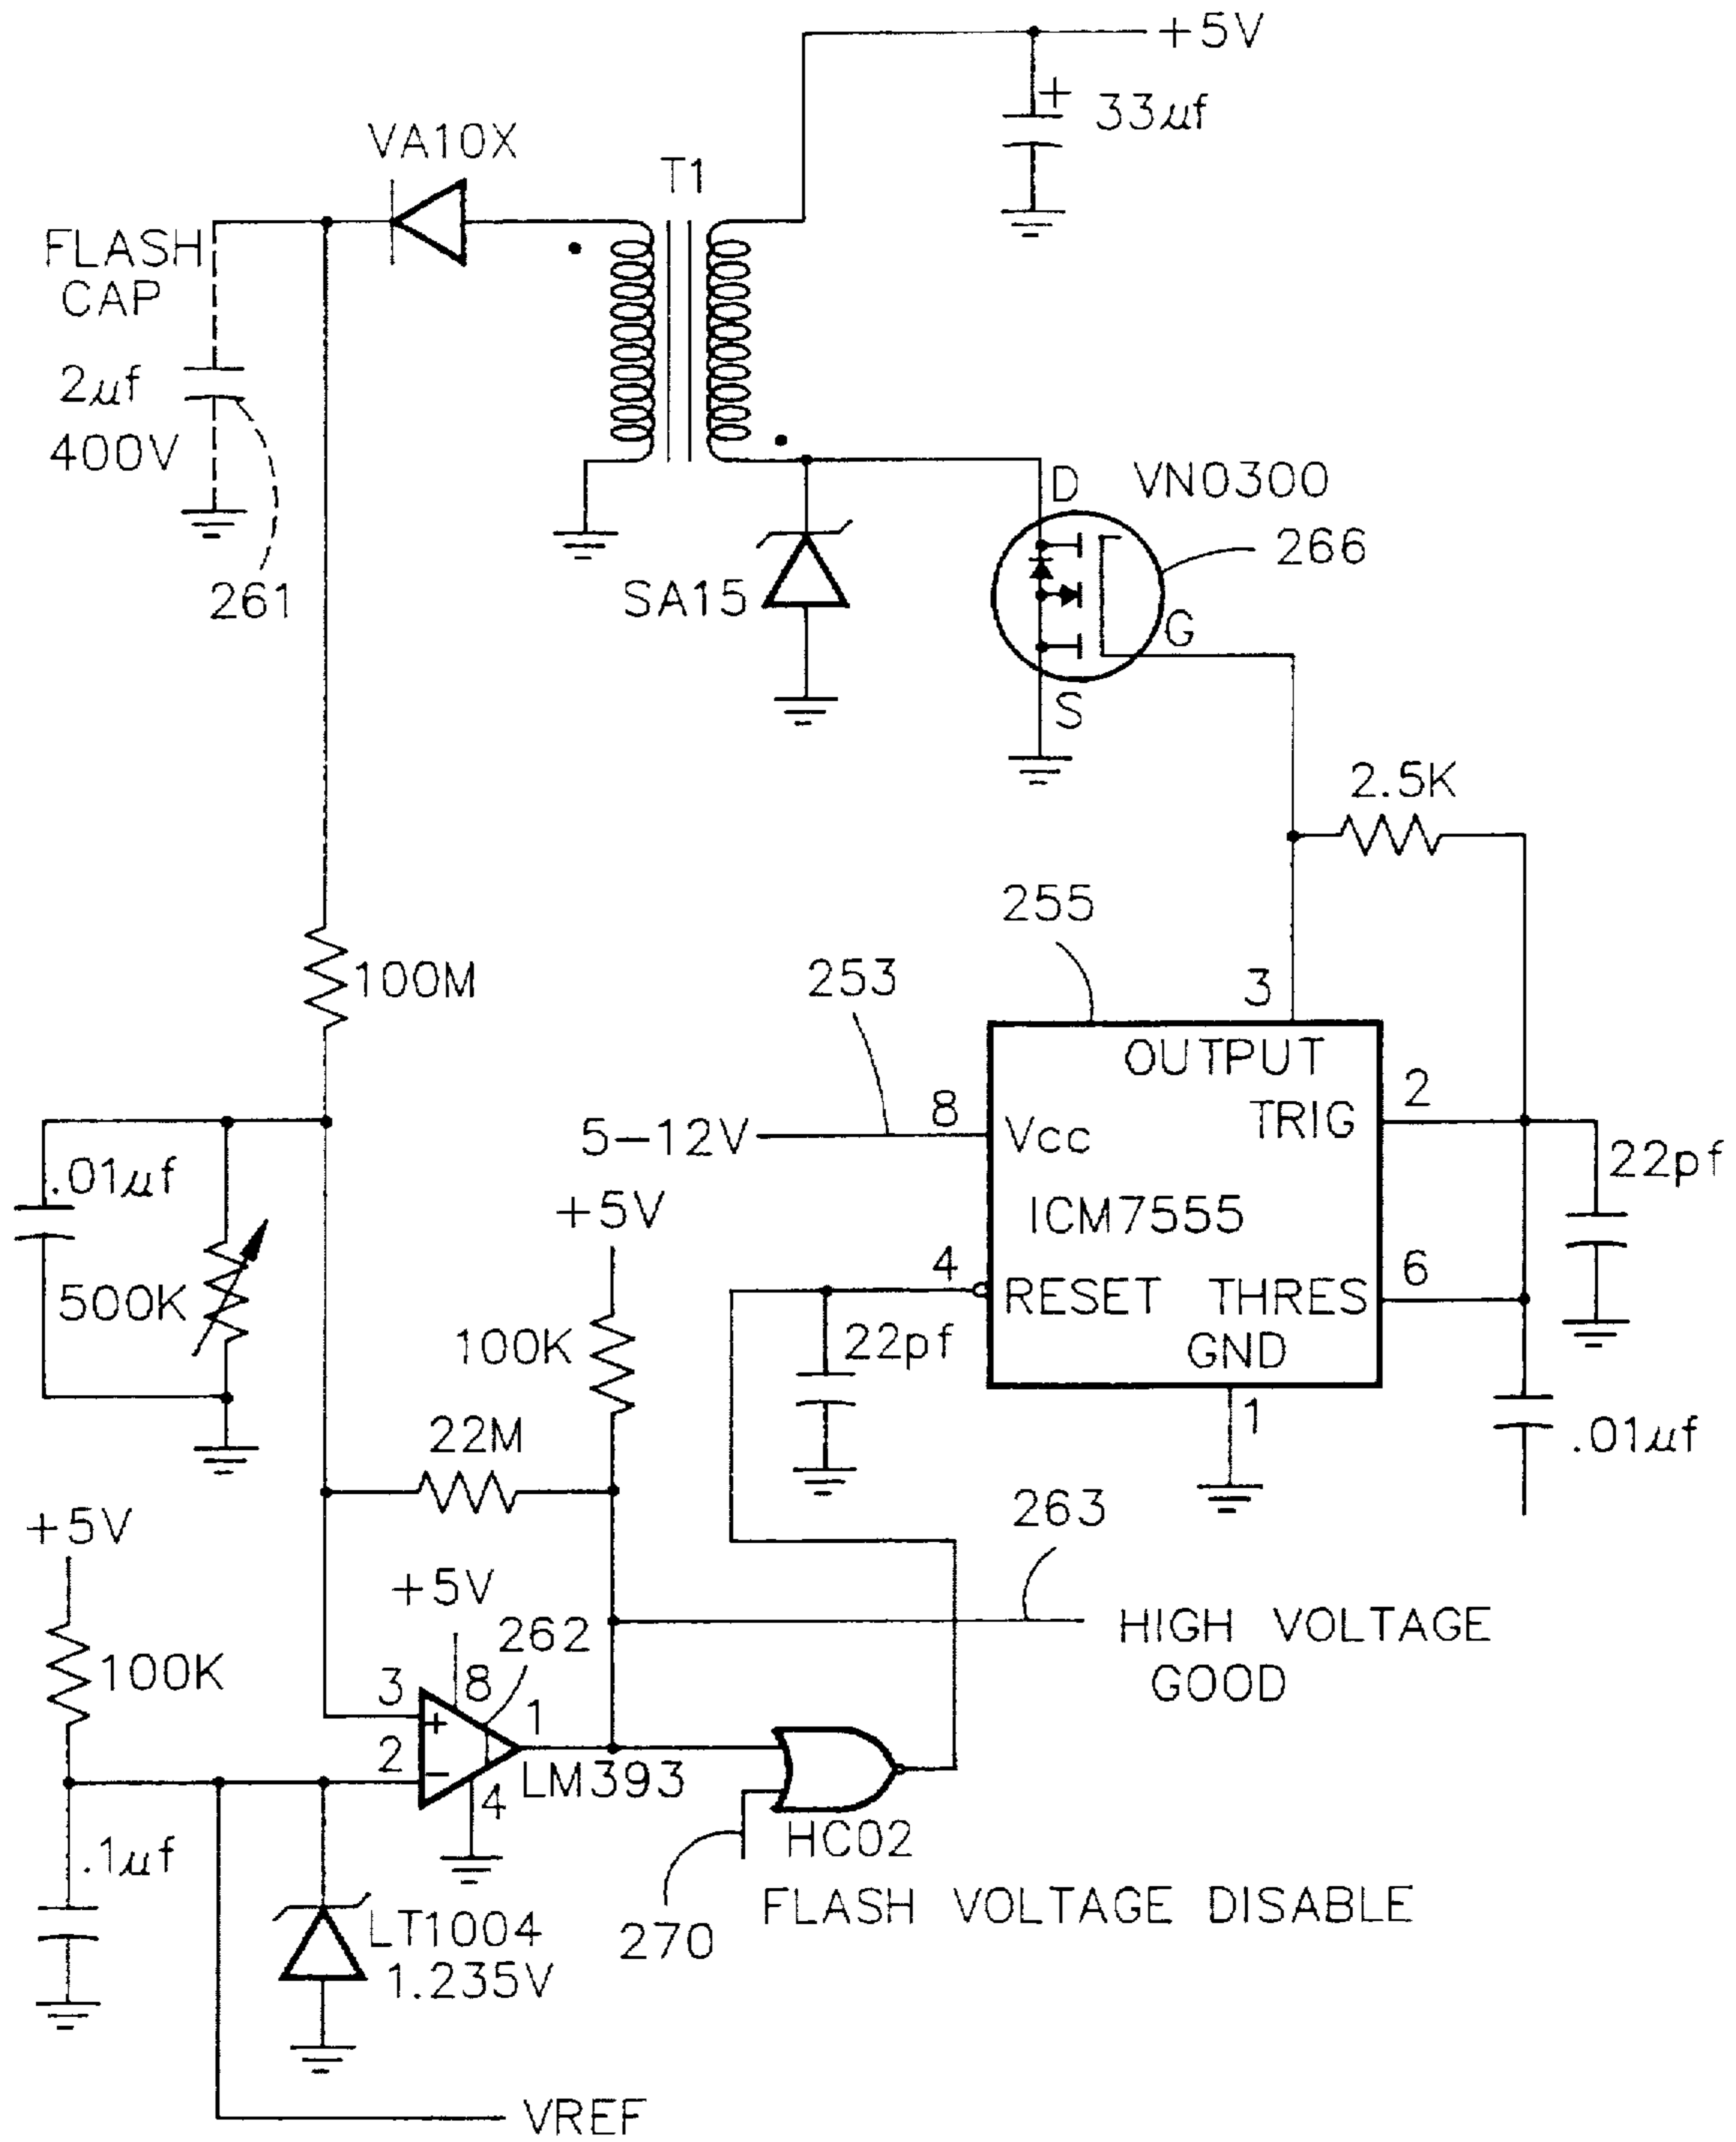 +5V
+
33µf
VA10X
T1
FLASH
CAP
2µf
400V
261
D
VN0300
266
SA15
G
S
2.5K
255
253
3
100M
OUTPUT
5-12V
8
Vcc
TRIG
2
22pf
.01µf
+5V
ICM7555
4
RESET
THRES
6
500K
100K
22pf
GND
1
.01µf
22M
263
+5V
+5V
262
HIGH VOLTAGE
GOOD
100K
3
8
+
1
2
−
4
LM393
HC02
.1µf
270
FLASH VOLTAGE DISABLE
LT1004
1.235V
VREF